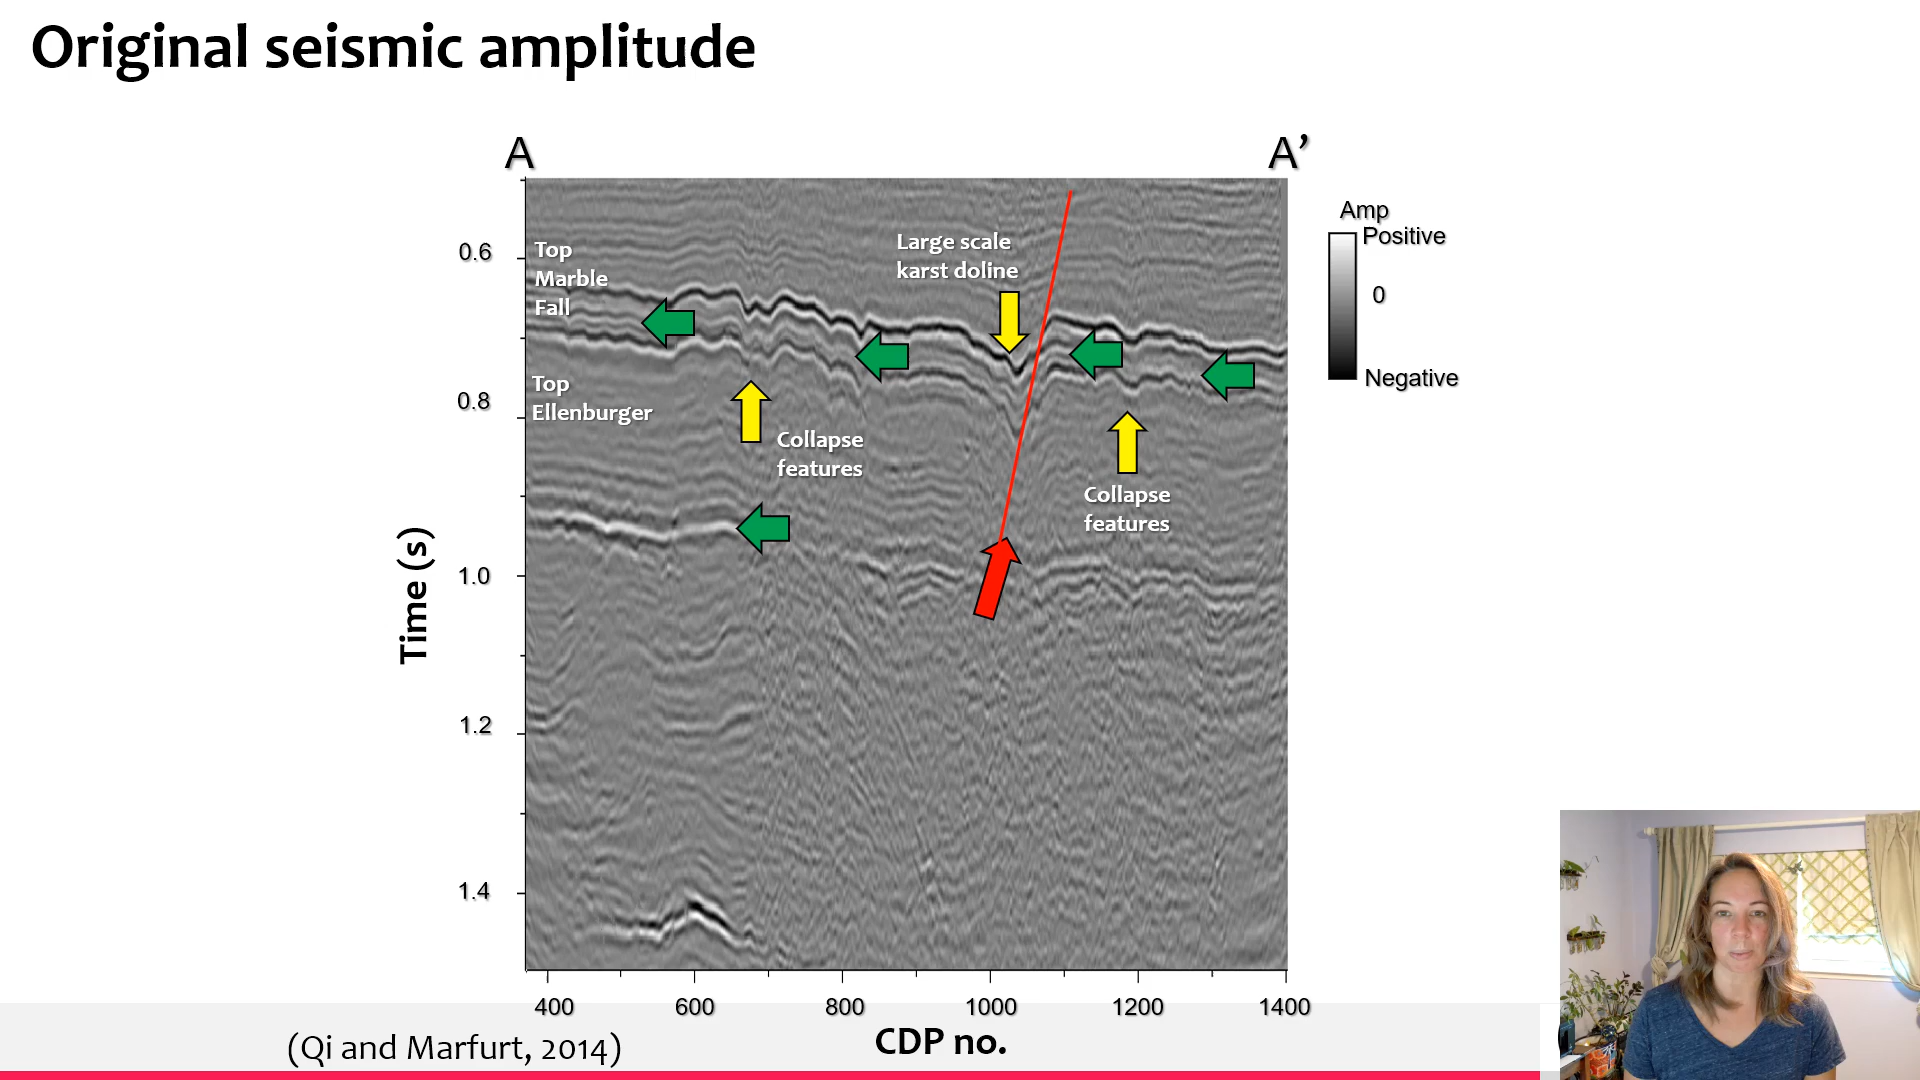 Original seismic amplitude
A
A’
Amp
Positive
0
Negative
0.6
0.8
1.0
1.2
1.4
Time (s)
Top
Marble
Fall
Large scale
karst doline
Top
Ellenburger
Collapse
features
Collapse
features
400
600
800
1000
1200
1400
CDP no.
(Qi and Marfurt, 2014)